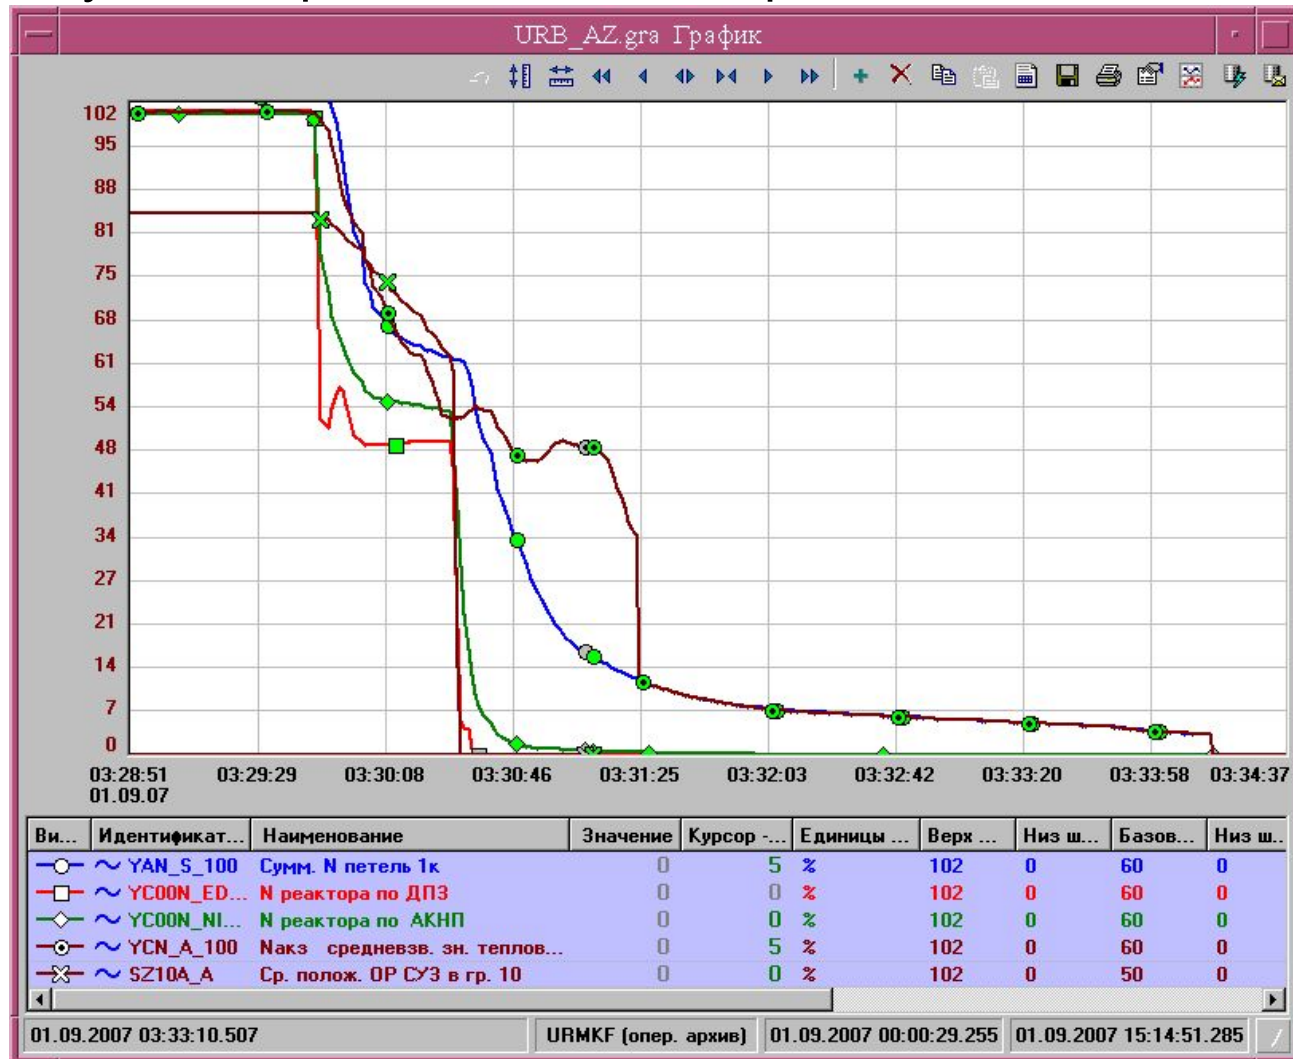 URB_AZ.gra График
102
95
88
81
75
68
61
54
48
41
34
27
21
14
7
0
03:28:51 03:29:29 03:30:08 03:30:46 03:31:25 03:32:03 03:32:42 03:33:20 03:33:58 03:34:37
01.09.07
Ви... Идентификат... Наименование Значение Курсор -... Единицы ... Верх ... Низ ш... Базов... Низ ш..
YAN_S_100 Сумм. N петель 1к 0 5 % 102 0 60 0
YC00N_ED... N реактора по ДПЗ 0 0 % 102 0 60 0
YC00N_NI... N реактора по АКНП 0 0 % 102 0 60 0
YCN_A_100 Nакз средневзв. зн. теплов... 0 5 % 102 0 60 0
SZ10A_A Ср. полож. ОР СУЗ в гр. 10 0 0 % 102 0 50 0
01.09.2007 03:33:10.507 URMKF (опер. архив) 01.09.2007 00:00:29.255 01.09.2007 15:14:51.285